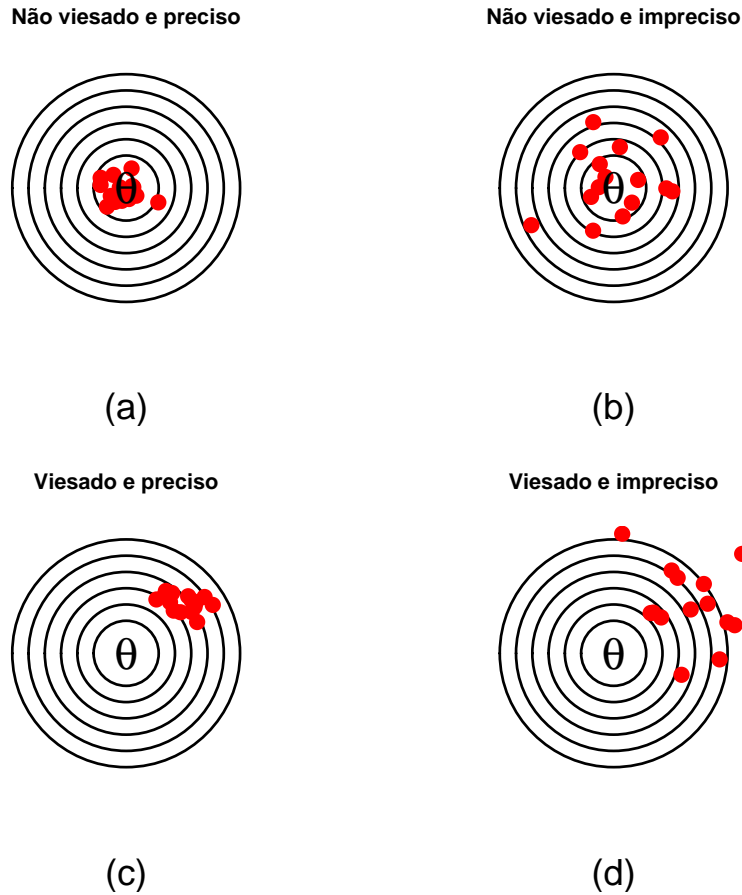 Não viesado e preciso
Não viesado e impreciso
θ
θ
(a)
(b)
Viesado e preciso
Viesado e impreciso
θ
θ
(c)
(d)